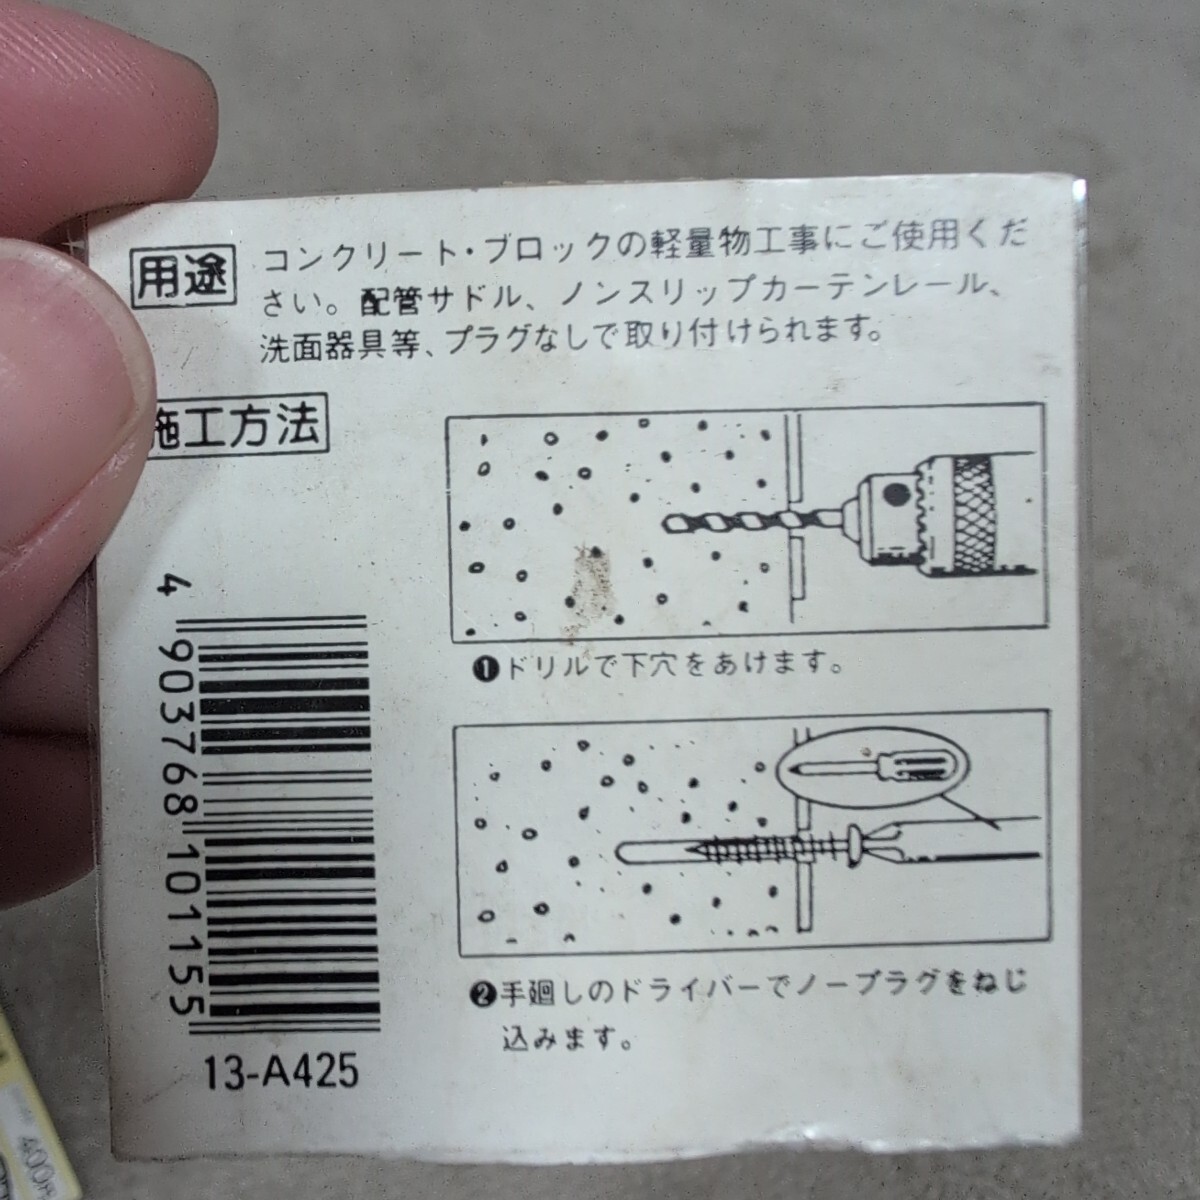 用途
コンクリート・ブロックの軽量物工事にご使用くだ
さい。配管サドル、ノンスリップカーテンレール、
洗面器具等、プラグなしで取り付けられます。
施工方法
❶ドリルで下穴をあけます。
❷手廻しのドライバーでノープラグをねじ
込みます。
4 903768 101155
13-A425
400円